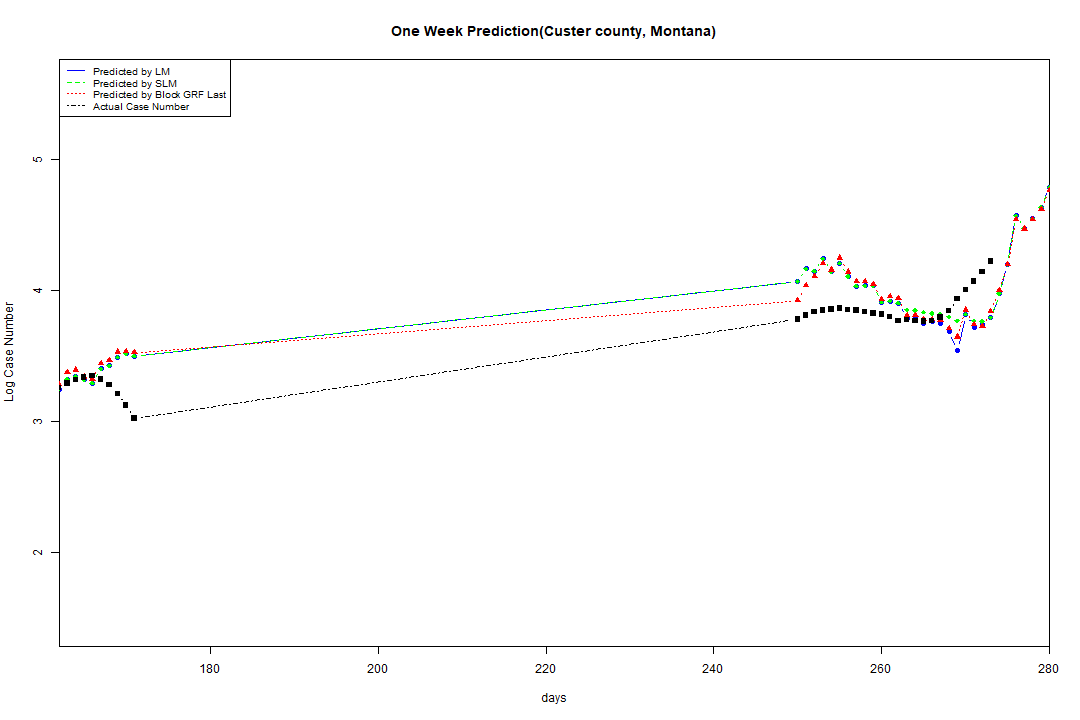 One Week Prediction(Custer county, Montana)
Predicted by LM
Predicted by SLM
Predicted by Block GRF Last
Actual Case Number
5
4
3
2
Log Case Number
180
200
220
240
260
280
days